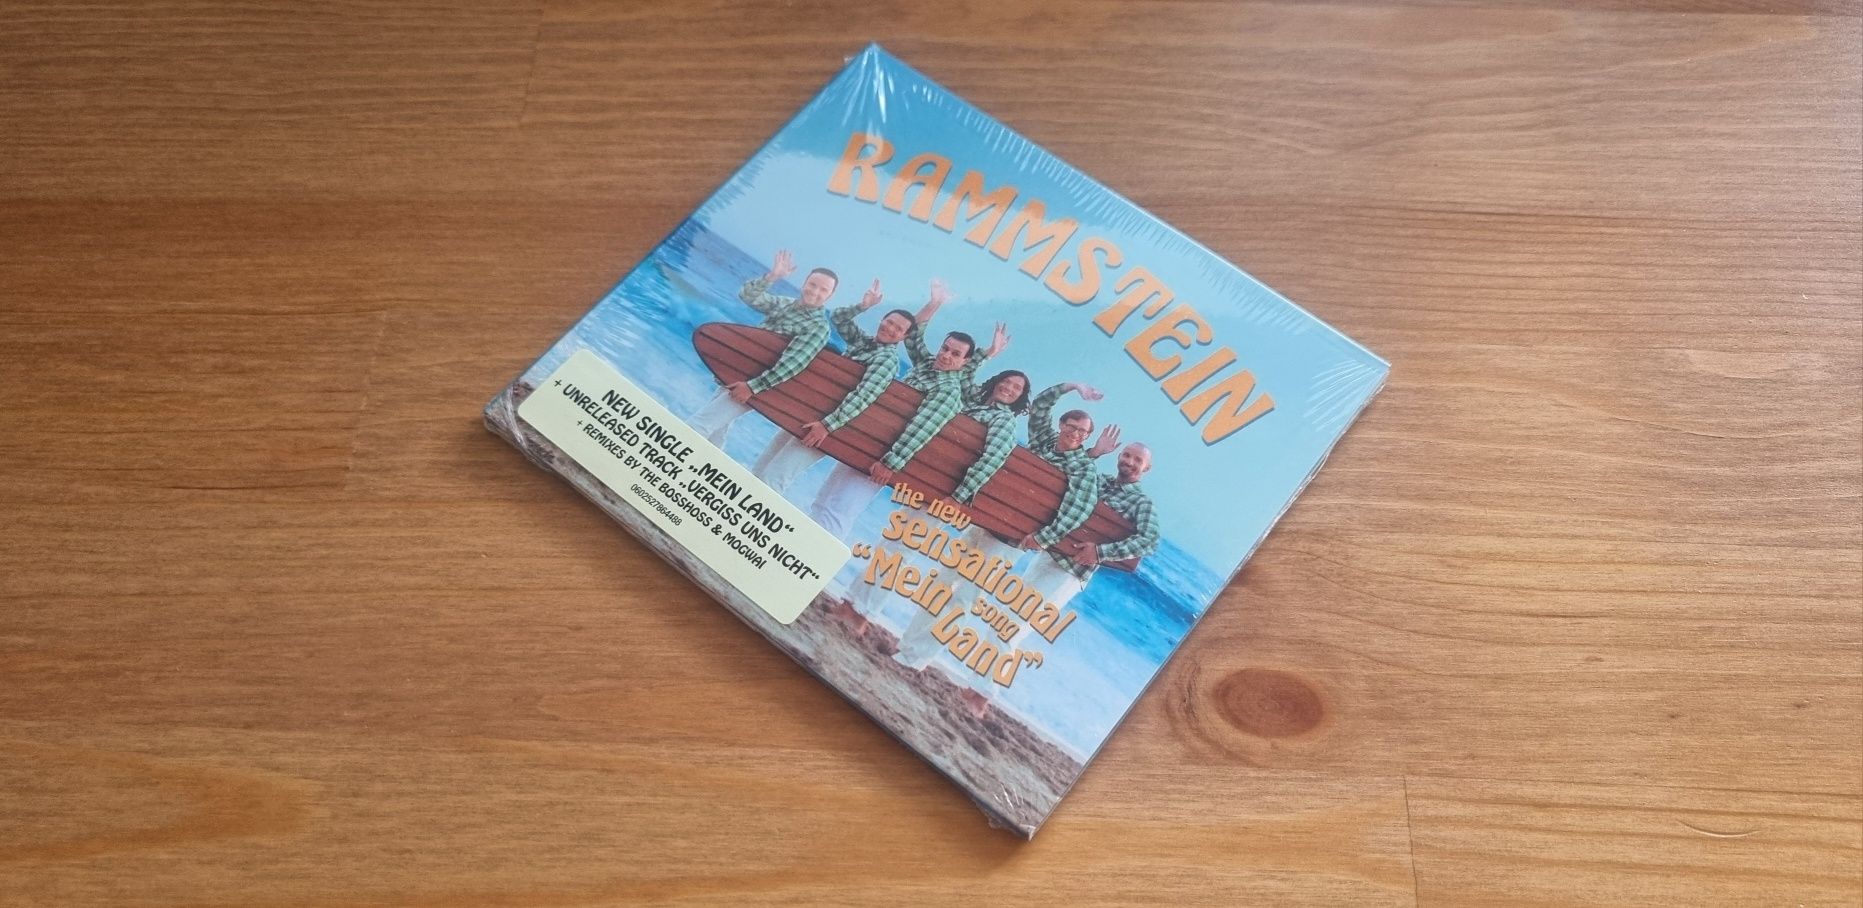 RAMMSTEIN
the new
sensational
song
“Mein
Land”
NEW SINGLE „MEIN LAND“
+ UNRELEASED TRACK „VERGISS UNS NICHT“
+ REMIXES BY THE BOSSHOSS & MOGWAI
0602527864488